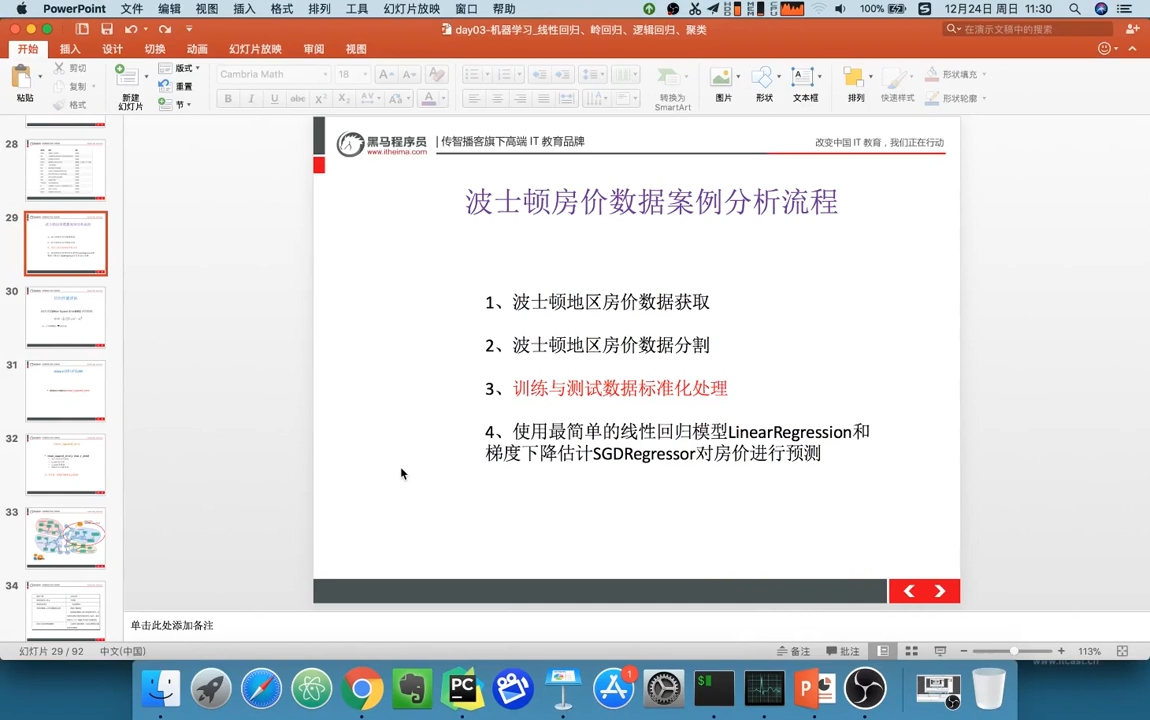 PowerPoint 文件 编辑 视图 插入 格式 工具 幻灯片放映 窗口 帮助 100% 12月24日 周日 11:30
day03-机器学习_线性回归、岭回归、逻辑回归、聚类
在演示文稿中的搜索
开始 插入 设计 切换 动画 幻灯片放映 审阅 视图
粘贴 剪切 复制 格式 新建 幻灯片 版式 重置 节
Cambria Math 18
B I U abc X² X₂ AV
转换为 SmartArt 图片 形状 文本框 排列 快速样式 形状填充 形状轮廓
28
29
30
31
32
33
34
黑马程序员 | 传智播客旗下高端 IT 教育品牌
www.itheima.com
改变中国 IT 教育，我们正在行动
波士顿房价数据案例分析流程
1、波士顿地区房价数据获取
2、波士顿地区房价数据分割
3、训练与测试数据标准化处理
4、使用最简单的线性回归模型LinearRegression和
梯度下降估计SGDRegressor对房价进行预测
单击此处添加备注
幻灯片 29 / 92 中文(中国) 备注 批注 113%
www.itcast.cn
PC
1